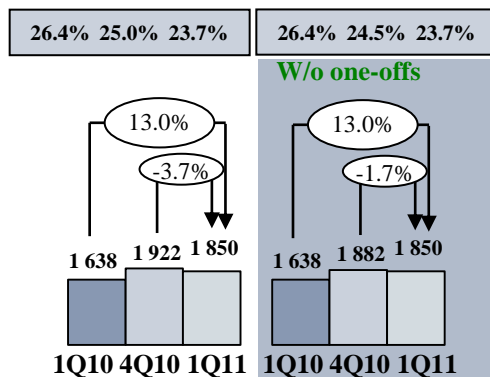 26.4% 25.0% 23.7%
26.4% 24.5% 23.7%
W/o one-offs
13.0%
13.0%
-3.7%
-1.7%
1 638 1 922 1 850
1 638 1 882 1 850
1Q10 4Q10 1Q11
1Q10 4Q10 1Q11